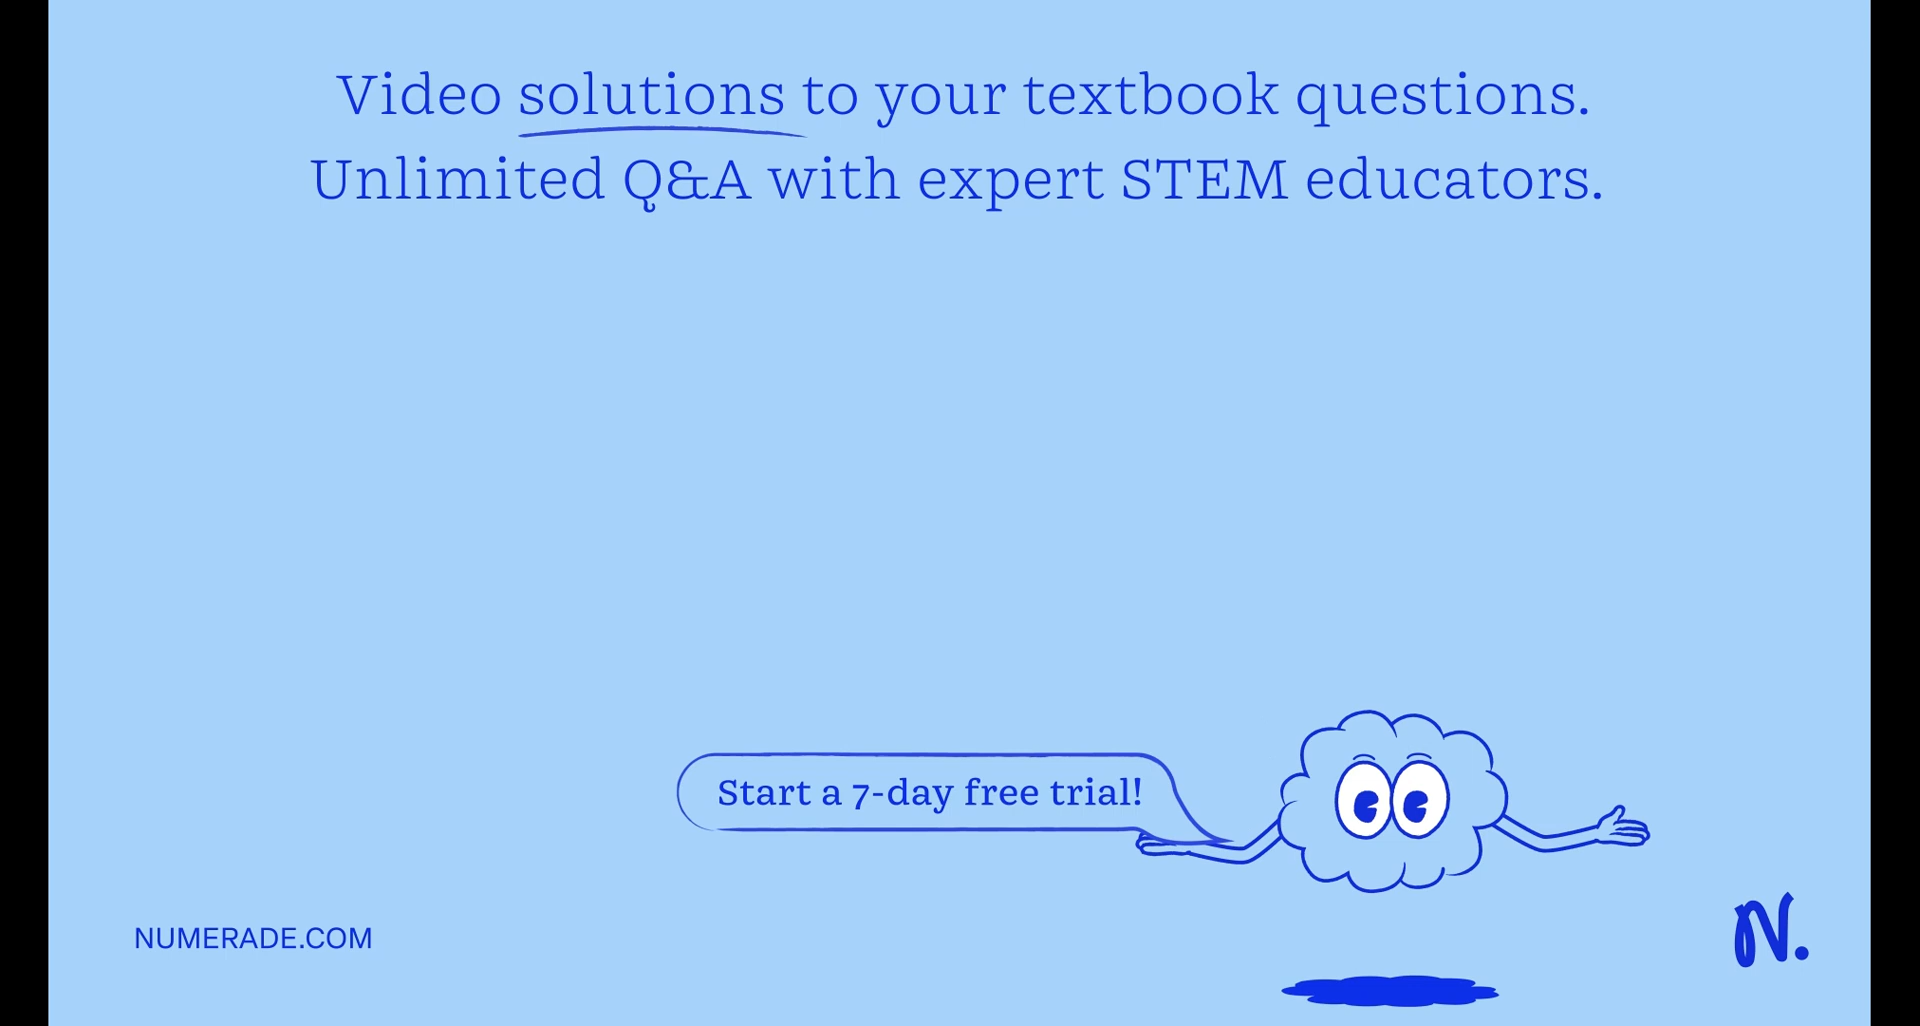 Video solutions to your textbook questions.
Unlimited Q&A with expert STEM educators.
Start a 7-day free trial!
NUMERADE.COM
N.